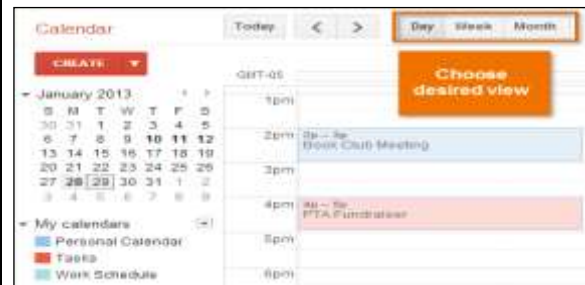 Calendar
Today < > Day Week Month
CREATE
Choose
desired view
GMT-05
January 2013
S M T W T F S
30 31 1 2 3 4 5
6 7 8 9 10 11 12
13 14 15 16 17 18 19
20 21 22 23 24 25 26
27 28 29 30 31 1 2
3 4 5 6 7 8 9
My calendars
Personal Calendar
Tasks
Work Schedule
1pm
2pm
2p – 3p
Book Club Meeting
3pm
4pm
4p – 5p
PTA Fundraiser
5pm
6pm